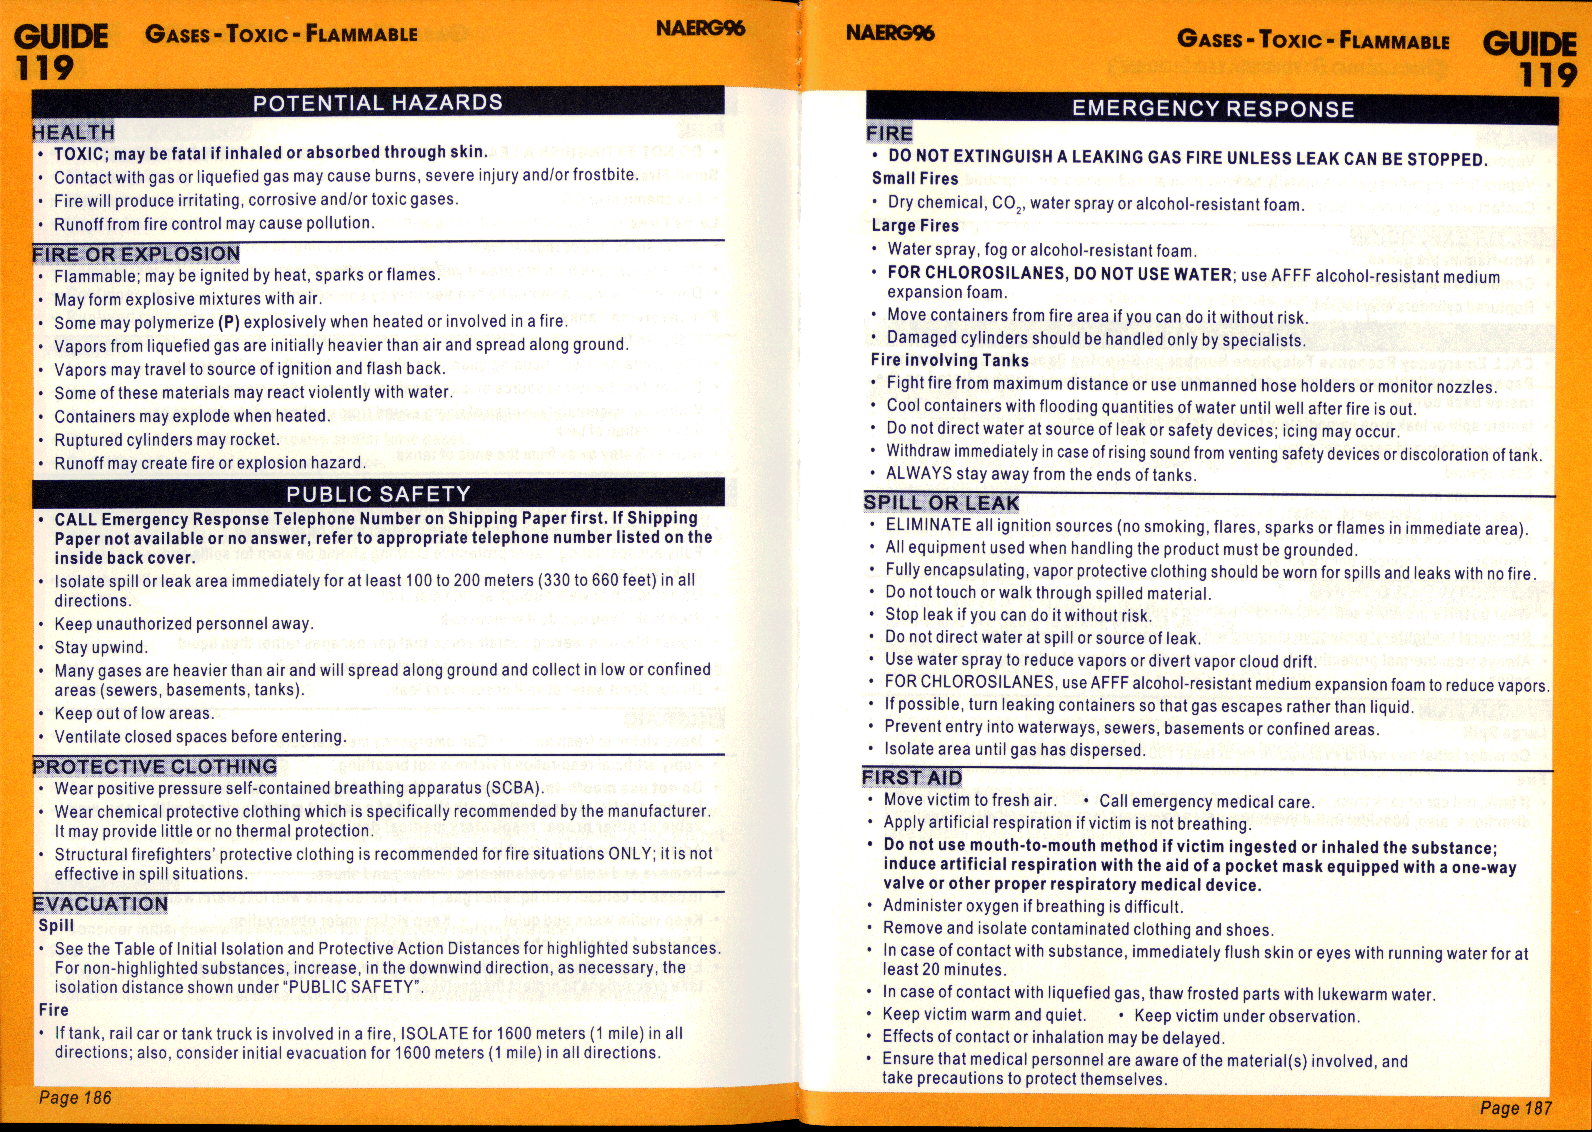 GUIDE 119
GASES - TOXIC - FLAMMABLE
NAERG96
POTENTIAL HAZARDS
HEALTH
• TOXIC; may be fatal if inhaled or absorbed through skin.
• Contact with gas or liquefied gas may cause burns, severe injury and/or frostbite.
• Fire will produce irritating, corrosive and/or toxic gases.
• Runoff from fire control may cause pollution.
FIRE OR EXPLOSION
• Flammable; may be ignited by heat, sparks or flames.
• May form explosive mixtures with air.
• Some may polymerize (P) explosively when heated or involved in a fire.
• Vapors from liquefied gas are initially heavier than air and spread along ground.
• Vapors may travel to source of ignition and flash back.
• Some of these materials may react violently with water.
• Containers may explode when heated.
• Ruptured cylinders may rocket.
• Runoff may create fire or explosion hazard.
PUBLIC SAFETY
• CALL Emergency Response Telephone Number on Shipping Paper first. If Shipping
Paper not available or no answer, refer to appropriate telephone number listed on the
inside back cover.
• Isolate spill or leak area immediately for at least 100 to 200 meters (330 to 660 feet) in all
directions.
• Keep unauthorized personnel away.
• Stay upwind.
• Many gases are heavier than air and will spread along ground and collect in low or confined
areas (sewers, basements, tanks).
• Keep out of low areas.
• Ventilate closed spaces before entering.
PROTECTIVE CLOTHING
• Wear positive pressure self-contained breathing apparatus (SCBA).
• Wear chemical protective clothing which is specifically recommended by the manufacturer.
It may provide little or no thermal protection.
• Structural firefighters' protective clothing is recommended for fire situations ONLY; it is not
effective in spill situations.
EVACUATION
Spill
• See the Table of Initial Isolation and Protective Action Distances for highlighted substances.
For non-highlighted substances, increase, in the downwind direction, as necessary, the
isolation distance shown under "PUBLIC SAFETY".
Fire
• If tank, rail car or tank truck is involved in a fire, ISOLATE for 1600 meters (1 mile) in all
directions; also, consider initial evacuation for 1600 meters (1 mile) in all directions.
Page 186
NAERG96
GASES - TOXIC - FLAMMABLE
GUIDE 119
EMERGENCY RESPONSE
FIRE
• DO NOT EXTINGUISH A LEAKING GAS FIRE UNLESS LEAK CAN BE STOPPED.
Small Fires
• Dry chemical, CO₂, water spray or alcohol-resistant foam.
Large Fires
• Water spray, fog or alcohol-resistant foam.
• FOR CHLOROSILANES, DO NOT USE WATER; use AFFF alcohol-resistant medium
expansion foam.
• Move containers from fire area if you can do it without risk.
• Damaged cylinders should be handled only by specialists.
Fire involving Tanks
• Fight fire from maximum distance or use unmanned hose holders or monitor nozzles.
• Cool containers with flooding quantities of water until well after fire is out.
• Do not direct water at source of leak or safety devices; icing may occur.
• Withdraw immediately in case of rising sound from venting safety devices or discoloration of tank.
• ALWAYS stay away from the ends of tanks.
SPILL OR LEAK
• ELIMINATE all ignition sources (no smoking, flares, sparks or flames in immediate area).
• All equipment used when handling the product must be grounded.
• Fully encapsulating, vapor protective clothing should be worn for spills and leaks with no fire.
• Do not touch or walk through spilled material.
• Stop leak if you can do it without risk.
• Do not direct water at spill or source of leak.
• Use water spray to reduce vapors or divert vapor cloud drift.
• FOR CHLOROSILANES, use AFFF alcohol-resistant medium expansion foam to reduce vapors.
• If possible, turn leaking containers so that gas escapes rather than liquid.
• Prevent entry into waterways, sewers, basements or confined areas.
• Isolate area until gas has dispersed.
FIRST AID
• Move victim to fresh air. • Call emergency medical care.
• Apply artificial respiration if victim is not breathing.
• Do not use mouth-to-mouth method if victim ingested or inhaled the substance;
induce artificial respiration with the aid of a pocket mask equipped with a one-way
valve or other proper respiratory medical device.
• Administer oxygen if breathing is difficult.
• Remove and isolate contaminated clothing and shoes.
• In case of contact with substance, immediately flush skin or eyes with running water for at
least 20 minutes.
• In case of contact with liquefied gas, thaw frosted parts with lukewarm water.
• Keep victim warm and quiet. • Keep victim under observation.
• Effects of contact or inhalation may be delayed.
• Ensure that medical personnel are aware of the material(s) involved, and
take precautions to protect themselves.
Page 187